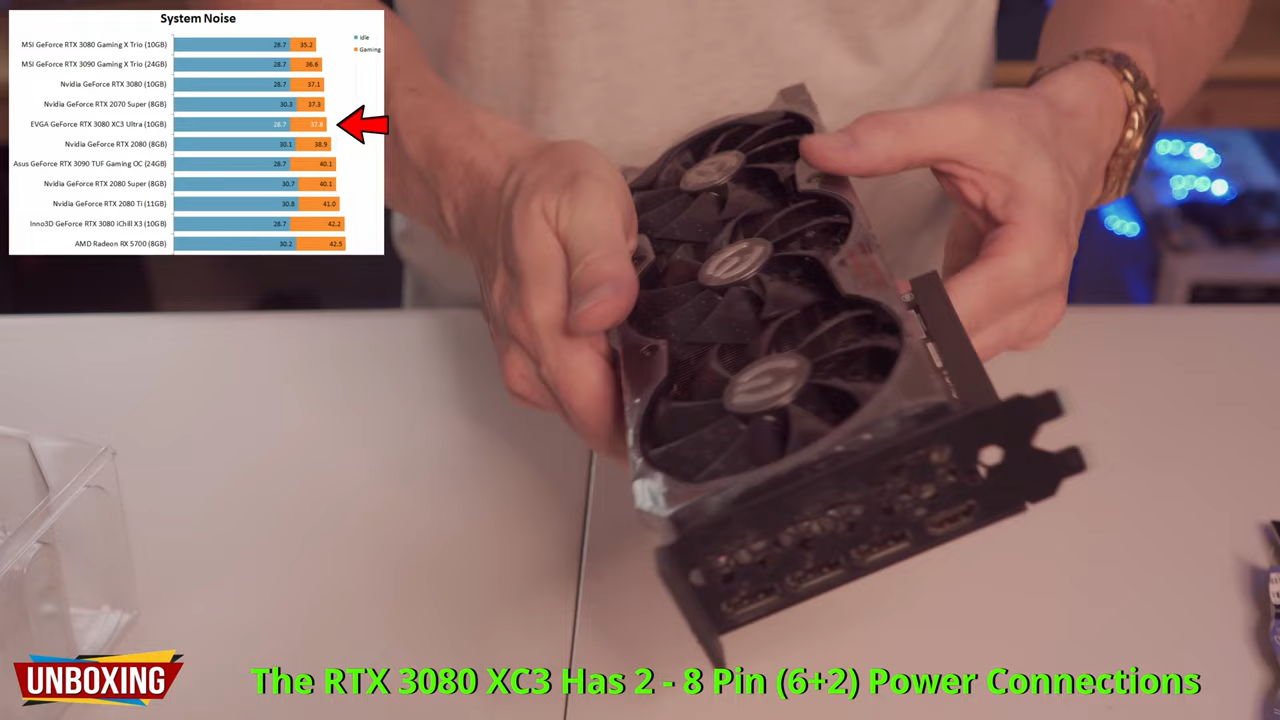 System Noise
Idle
Gaming
MSI GeForce RTX 3080 Gaming X Trio (10GB) 28.7 35.2
MSI GeForce RTX 3090 Gaming X Trio (24GB) 28.7 36.6
Nvidia GeForce RTX 3080 (10GB) 28.7 37.1
Nvidia GeForce RTX 2070 Super (8GB) 30.3 37.3
EVGA GeForce RTX 3080 XC3 Ultra (10GB) 28.7 37.8
Nvidia GeForce RTX 2080 (8GB) 30.1 38.9
Asus GeForce RTX 3090 TUF Gaming OC (24GB) 28.7 40.1
Nvidia GeForce RTX 2080 Super (8GB) 30.7 40.1
Nvidia GeForce RTX 2080 Ti (11GB) 30.8 41.0
Inno3D GeForce RTX 3080 iChill X3 (10GB) 28.7 42.2
AMD Radeon RX 5700 (8GB) 30.2 42.5
UNBOXING
The RTX 3080 XC3 Has 2 - 8 Pin (6+2) Power Connections